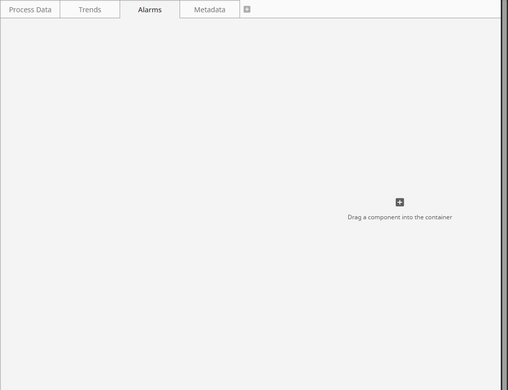 Process Data Trends Alarms Metadata
Drag a component into the container